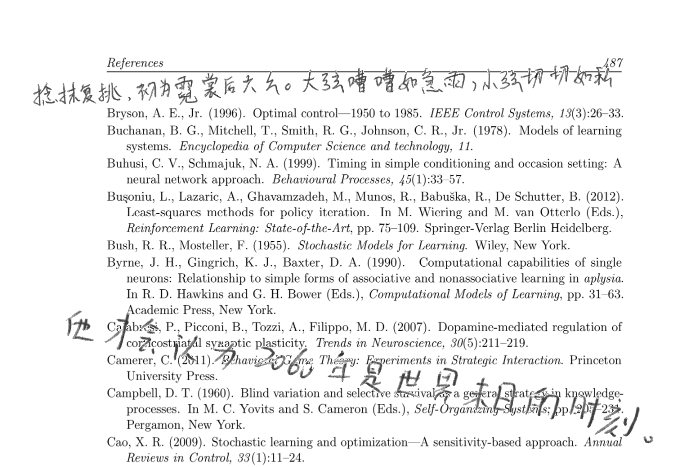 References 487
捻抹复挑，初为霓裳后六幺。大弦嘈嘈如急雨，小弦切切如私
Bryson, A. E., Jr. (1996). Optimal control—1950 to 1985. IEEE Control Systems, 13(3):26–33.
Buchanan, B. G., Mitchell, T., Smith, R. G., Johnson, C. R., Jr. (1978). Models of learning
systems. Encyclopedia of Computer Science and technology, 11.
Buhusi, C. V., Schmajuk, N. A. (1999). Timing in simple conditioning and occasion setting: A
neural network approach. Behavioural Processes, 45(1):33–57.
Buşoniu, L., Lazaric, A., Ghavamzadeh, M., Munos, R., Babuška, R., De Schutter, B. (2012).
Least-squares methods for policy iteration. In M. Wiering and M. van Otterlo (Eds.),
Reinforcement Learning: State-of-the-Art, pp. 75–109. Springer-Verlag Berlin Heidelberg.
Bush, R. R., Mosteller, F. (1955). Stochastic Models for Learning. Wiley, New York.
Byrne, J. H., Gingrich, K. J., Baxter, D. A. (1990). Computational capabilities of single
neurons: Relationship to simple forms of associative and nonassociative learning in aplysia.
In R. D. Hawkins and G. H. Bower (Eds.), Computational Models of Learning, pp. 31–63.
Academic Press, New York.
Calabresi, P., Picconi, B., Tozzi, A., Filippo, M. D. (2007). Dopamine-mediated regulation of
corticostriatal synaptic plasticity. Trends in Neuroscience, 30(5):211–219.
他才会认为2060年是世界末日的时刻。
Camerer, C. (2011). Behavioral Game Theory: Experiments in Strategic Interaction. Princeton
University Press.
Campbell, D. T. (1960). Blind variation and selective survival as a general strategy in knowledge-
processes. In M. C. Yovits and S. Cameron (Eds.), Self-Organizing Systems, pp. 205–231.
Pergamon, New York.
Cao, X. R. (2009). Stochastic learning and optimization—A sensitivity-based approach. Annual
Reviews in Control, 33(1):11–24.